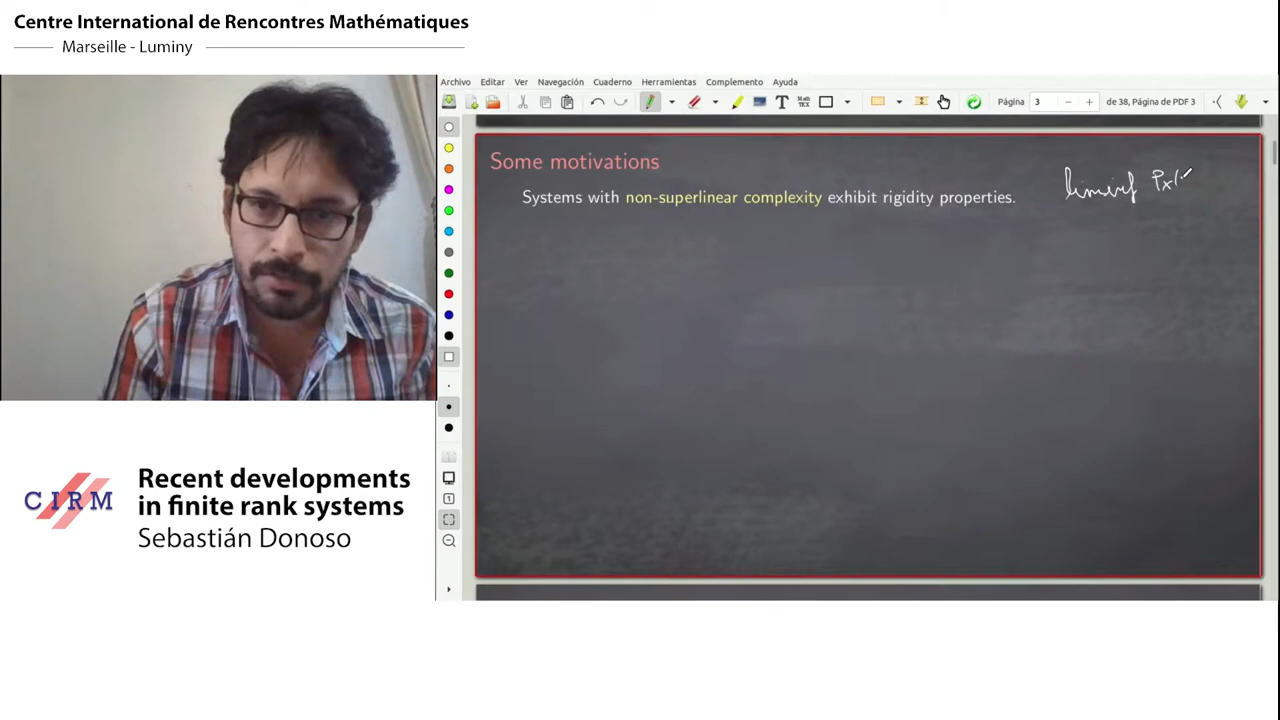 Centre International de Rencontres Mathématiques
Marseille - Luminy
Archivo Editar Ver Navegación Cuaderno Herramientas Complemento Ayuda
Página 3 de 38, Página de PDF 3
Some motivations
Systems with non-superlinear complexity exhibit rigidity properties.
liminf Px(
CIRM
Recent developments
in finite rank systems
Sebastián Donoso